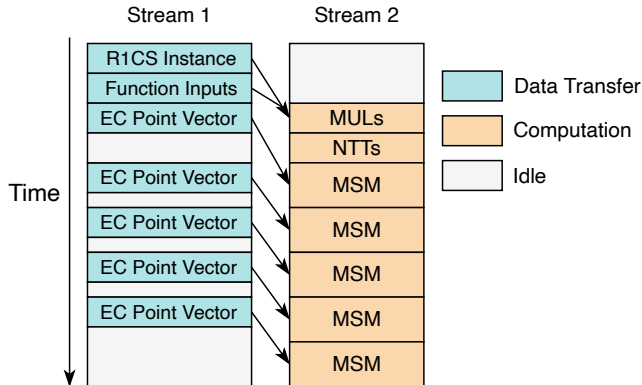 Stream 1
Stream 2
R1CS Instance
Function Inputs
EC Point Vector
EC Point Vector
EC Point Vector
EC Point Vector
EC Point Vector
MULs
NTTs
MSM
MSM
MSM
MSM
MSM
Data Transfer
Computation
Idle
Time